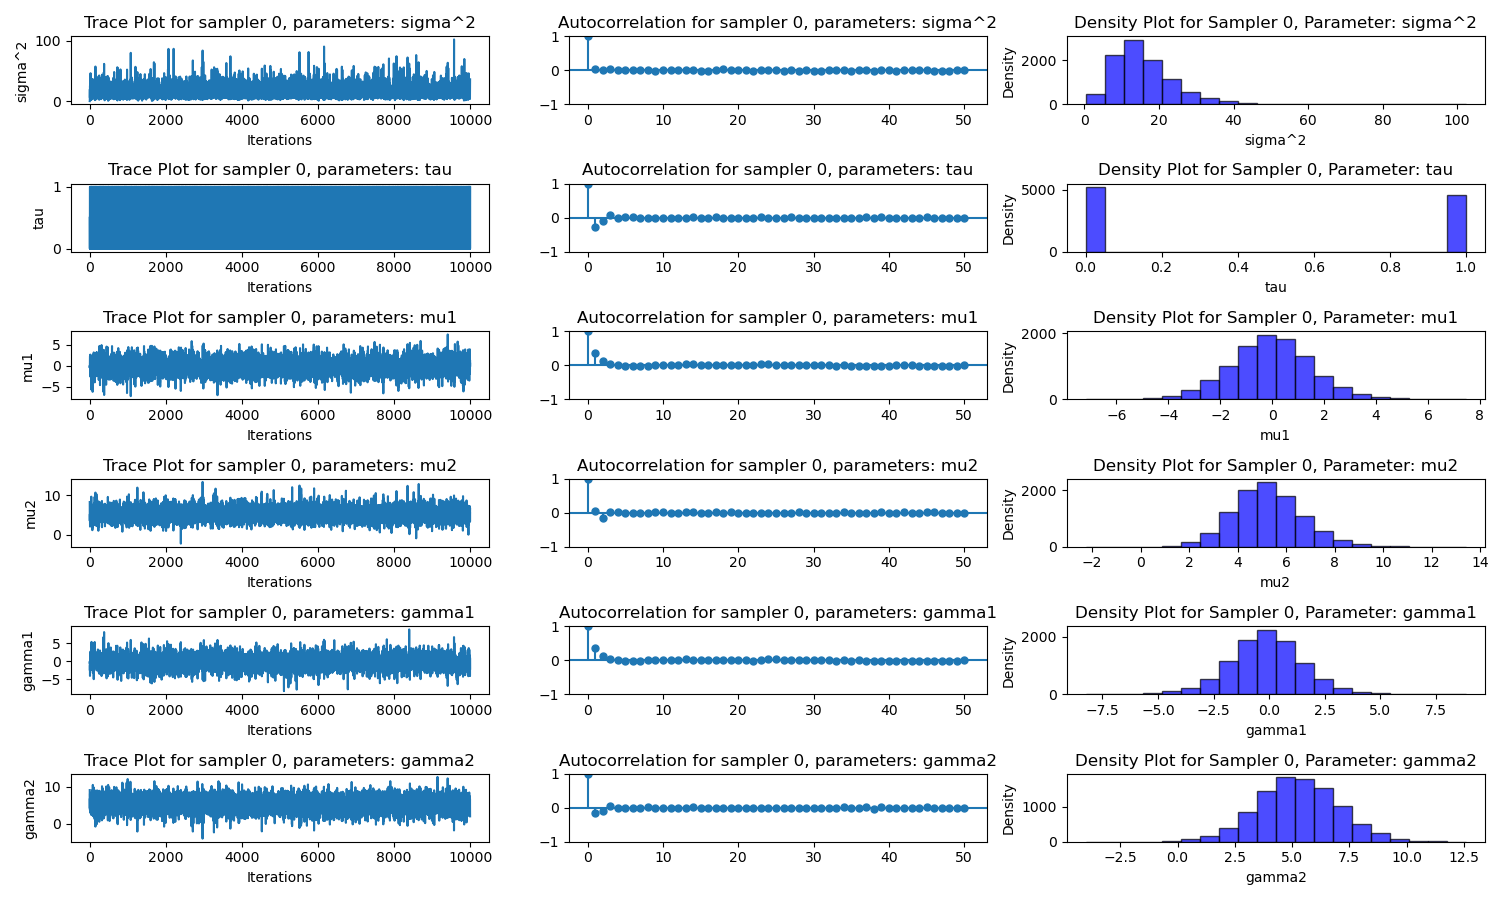 Trace Plot for sampler 0, parameters: sigma^2
sigma^2
100
0
0 2000 4000 6000 8000 10000
Iterations
Autocorrelation for sampler 0, parameters: sigma^2
1
0
−1
0 10 20 30 40 50
Density Plot for Sampler 0, Parameter: sigma^2
Density
2000
0
0 20 40 60 80 100
sigma^2
Trace Plot for sampler 0, parameters: tau
tau
1
0
0 2000 4000 6000 8000 10000
Iterations
Autocorrelation for sampler 0, parameters: tau
1
0
−1
0 10 20 30 40 50
Density Plot for Sampler 0, Parameter: tau
Density
5000
0
0.0 0.2 0.4 0.6 0.8 1.0
tau
Trace Plot for sampler 0, parameters: mu1
mu1
5
0
−5
0 2000 4000 6000 8000 10000
Iterations
Autocorrelation for sampler 0, parameters: mu1
1
0
−1
0 10 20 30 40 50
Density Plot for Sampler 0, Parameter: mu1
Density
2000
0
−6 −4 −2 0 2 4 6 8
mu1
Trace Plot for sampler 0, parameters: mu2
mu2
10
0
0 2000 4000 6000 8000 10000
Iterations
Autocorrelation for sampler 0, parameters: mu2
1
0
−1
0 10 20 30 40 50
Density Plot for Sampler 0, Parameter: mu2
Density
2000
0
−2 0 2 4 6 8 10 12 14
mu2
Trace Plot for sampler 0, parameters: gamma1
gamma1
5
0
−5
0 2000 4000 6000 8000 10000
Iterations
Autocorrelation for sampler 0, parameters: gamma1
1
0
−1
0 10 20 30 40 50
Density Plot for Sampler 0, Parameter: gamma1
Density
2000
0
−7.5 −5.0 −2.5 0.0 2.5 5.0 7.5
gamma1
Trace Plot for sampler 0, parameters: gamma2
gamma2
10
0
0 2000 4000 6000 8000 10000
Iterations
Autocorrelation for sampler 0, parameters: gamma2
1
0
−1
0 10 20 30 40 50
Density Plot for Sampler 0, Parameter: gamma2
Density
1000
0
−2.5 0.0 2.5 5.0 7.5 10.0 12.5
gamma2